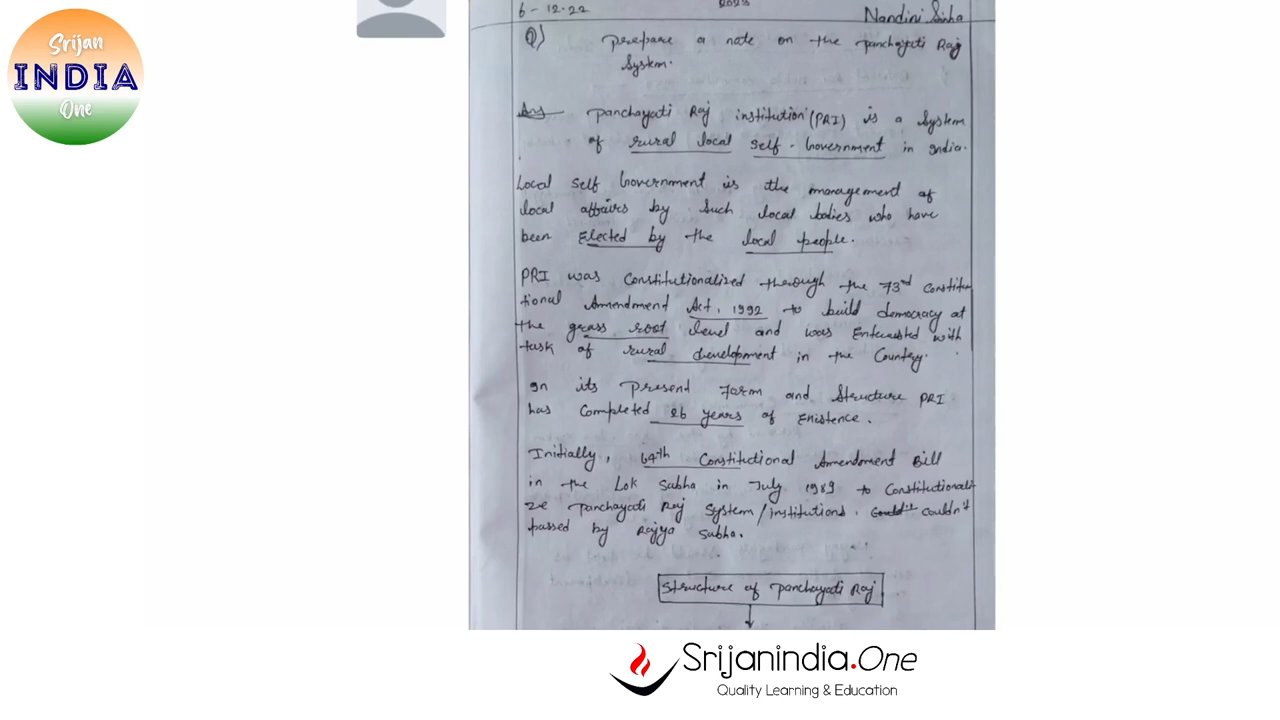 Srijan
INDIA
One
6-12-22
Nandini Sinha
Q) prepare a note on the panchayati Raj
System.
Ans panchayati Raj institution (PRI) is a System
of rural local self-Government in india.
Local Self Government is the management of
local affairs by such local bodies who have
been Elected by the local people.
PRI was Constitutionalized through the 73rd Constitu
tional Amendment Act, 1992 to build democracy at
the grass root level and was Entrusted with
task of rural development in the Country.
In its present Form and Structure PRI
has Completed 26 years of Existence.
Initially, 64th Constitutional Amendment Bill
in the Lok Sabha in July 1989 to Constitutionali
ze panchayati Raj System/institutions. couldn't
passed by Rajya Sabha.
Structure of Panchayati Raj
Srijanindia.One
Quality Learning & Education